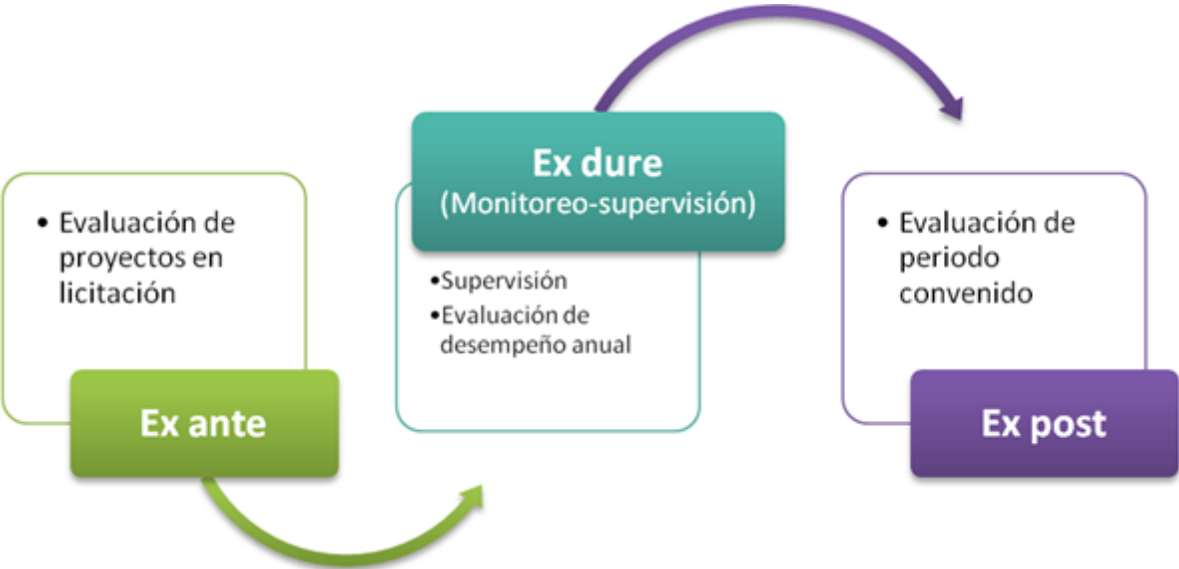 • Evaluación de
proyectos en
licitación
Ex ante
Ex dure
(Monitoreo-supervisión)
•Supervisión
•Evaluación de
desempeño anual
• Evaluación de
periodo
convenido
Ex post